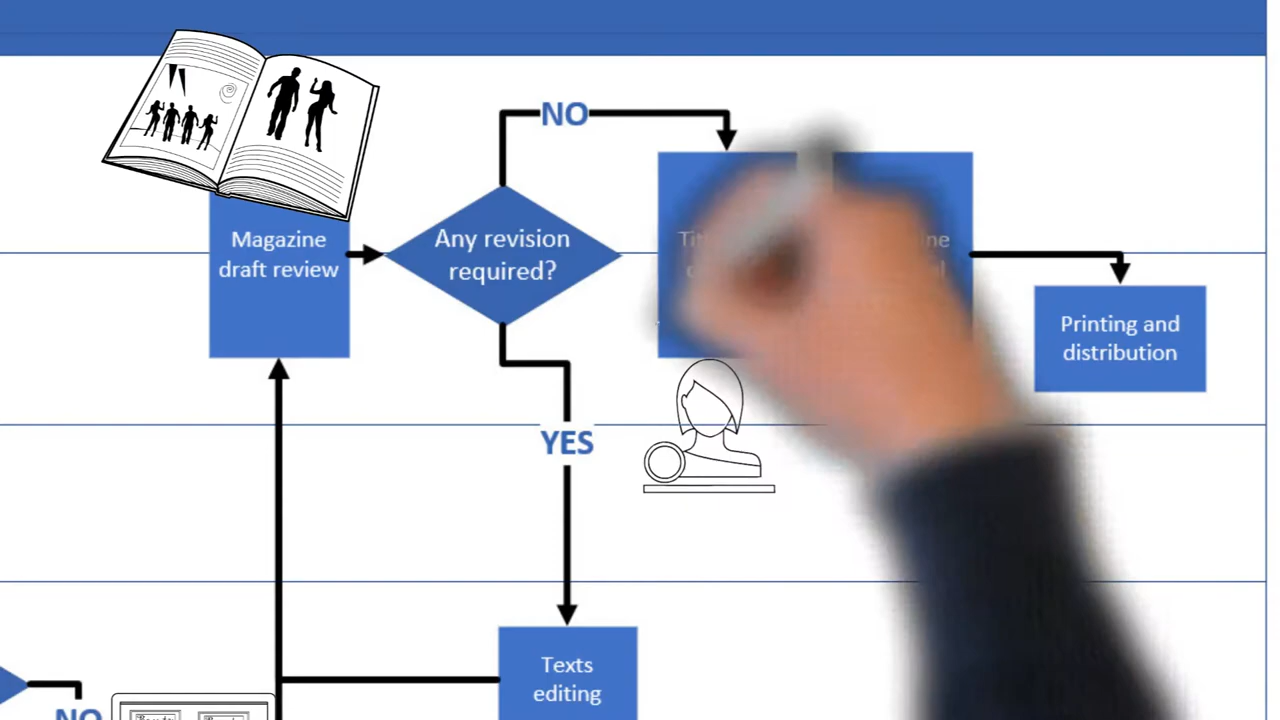 NO
Magazine
draft review
Any revision
required?
Printing and
distribution
YES
Texts
editing
NO